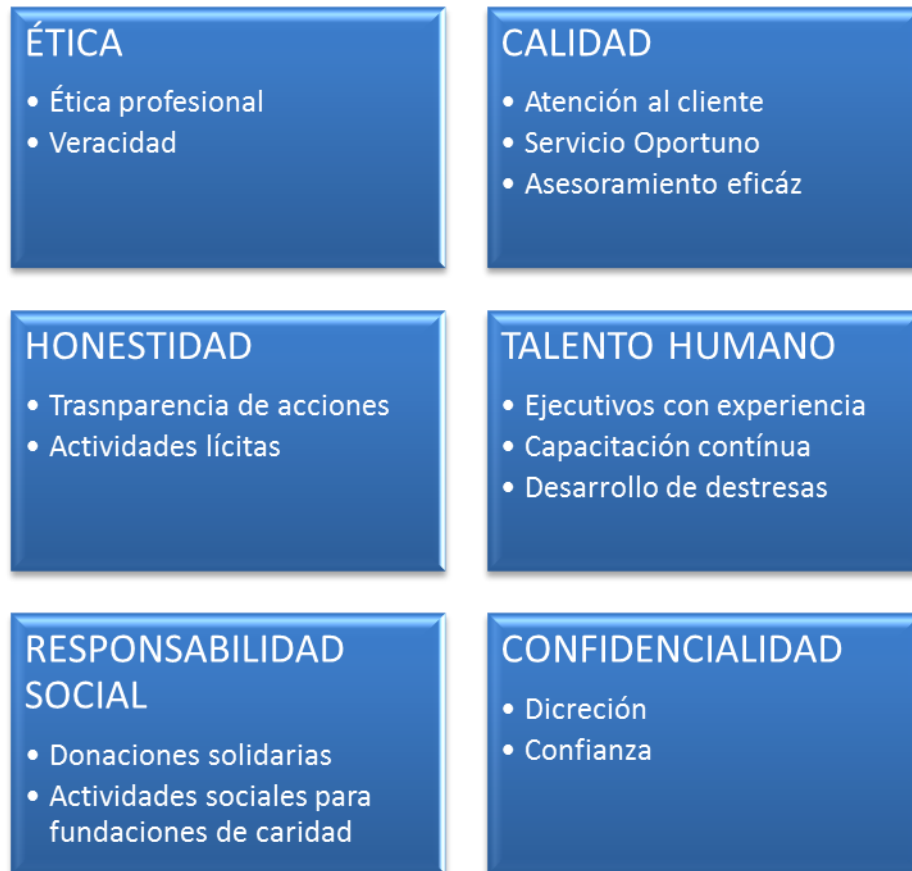 ÉTICA
• Ética profesional
• Veracidad
CALIDAD
• Atención al cliente
• Servicio Oportuno
• Asesoramiento eficáz
HONESTIDAD
• Trasnparencia de acciones
• Actividades lícitas
TALENTO HUMANO
• Ejecutivos con experiencia
• Capacitación contínua
• Desarrollo de destresas
RESPONSABILIDAD
SOCIAL
• Donaciones solidarias
• Actividades sociales para
fundaciones de caridad
CONFIDENCIALIDAD
• Dicreción
• Confianza